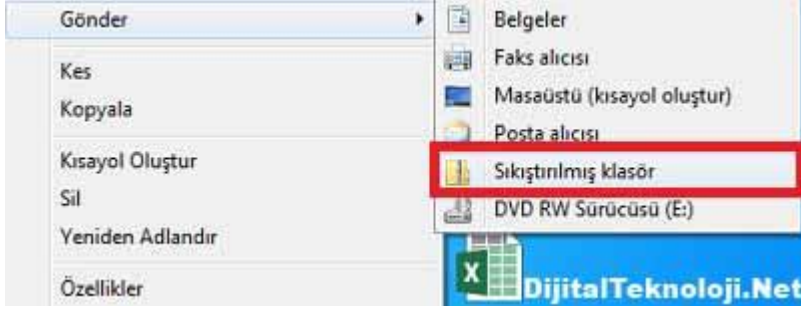 Gönder
Kes
Kopyala
Kısayol Oluştur
Sil
Yeniden Adlandır
Özellikler
Belgeler
Faks alıcısı
Masaüstü (kısayol oluştur)
Posta alıcısı
Sıkıştırılmış klasör
DVD RW Sürücüsü (E:)
X
DijitalTeknoloji.Net